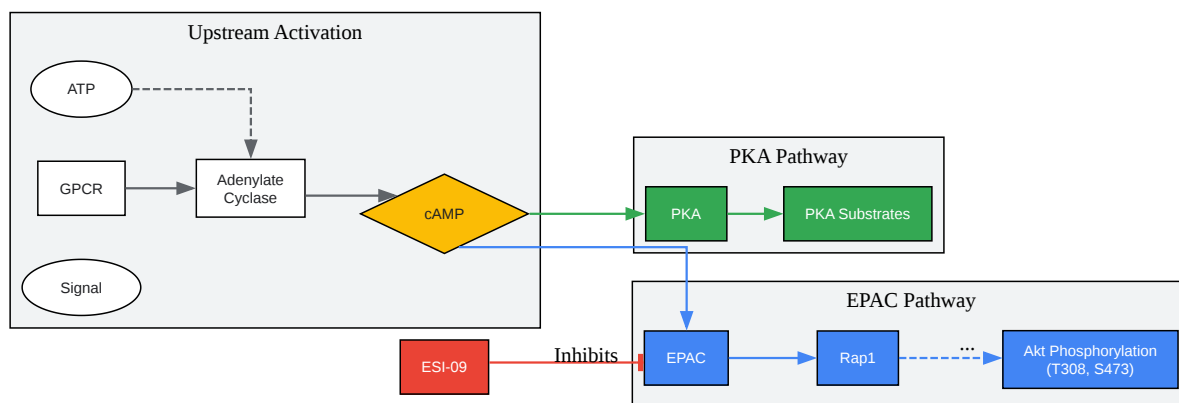 Upstream Activation
ATP
GPCR
Adenylate
Cyclase
cAMP
Signal
PKA Pathway
PKA
PKA Substrates
EPAC Pathway
ESI-09
Inhibits
EPAC
Rap1
...
Akt Phosphorylation
(T308, S473)